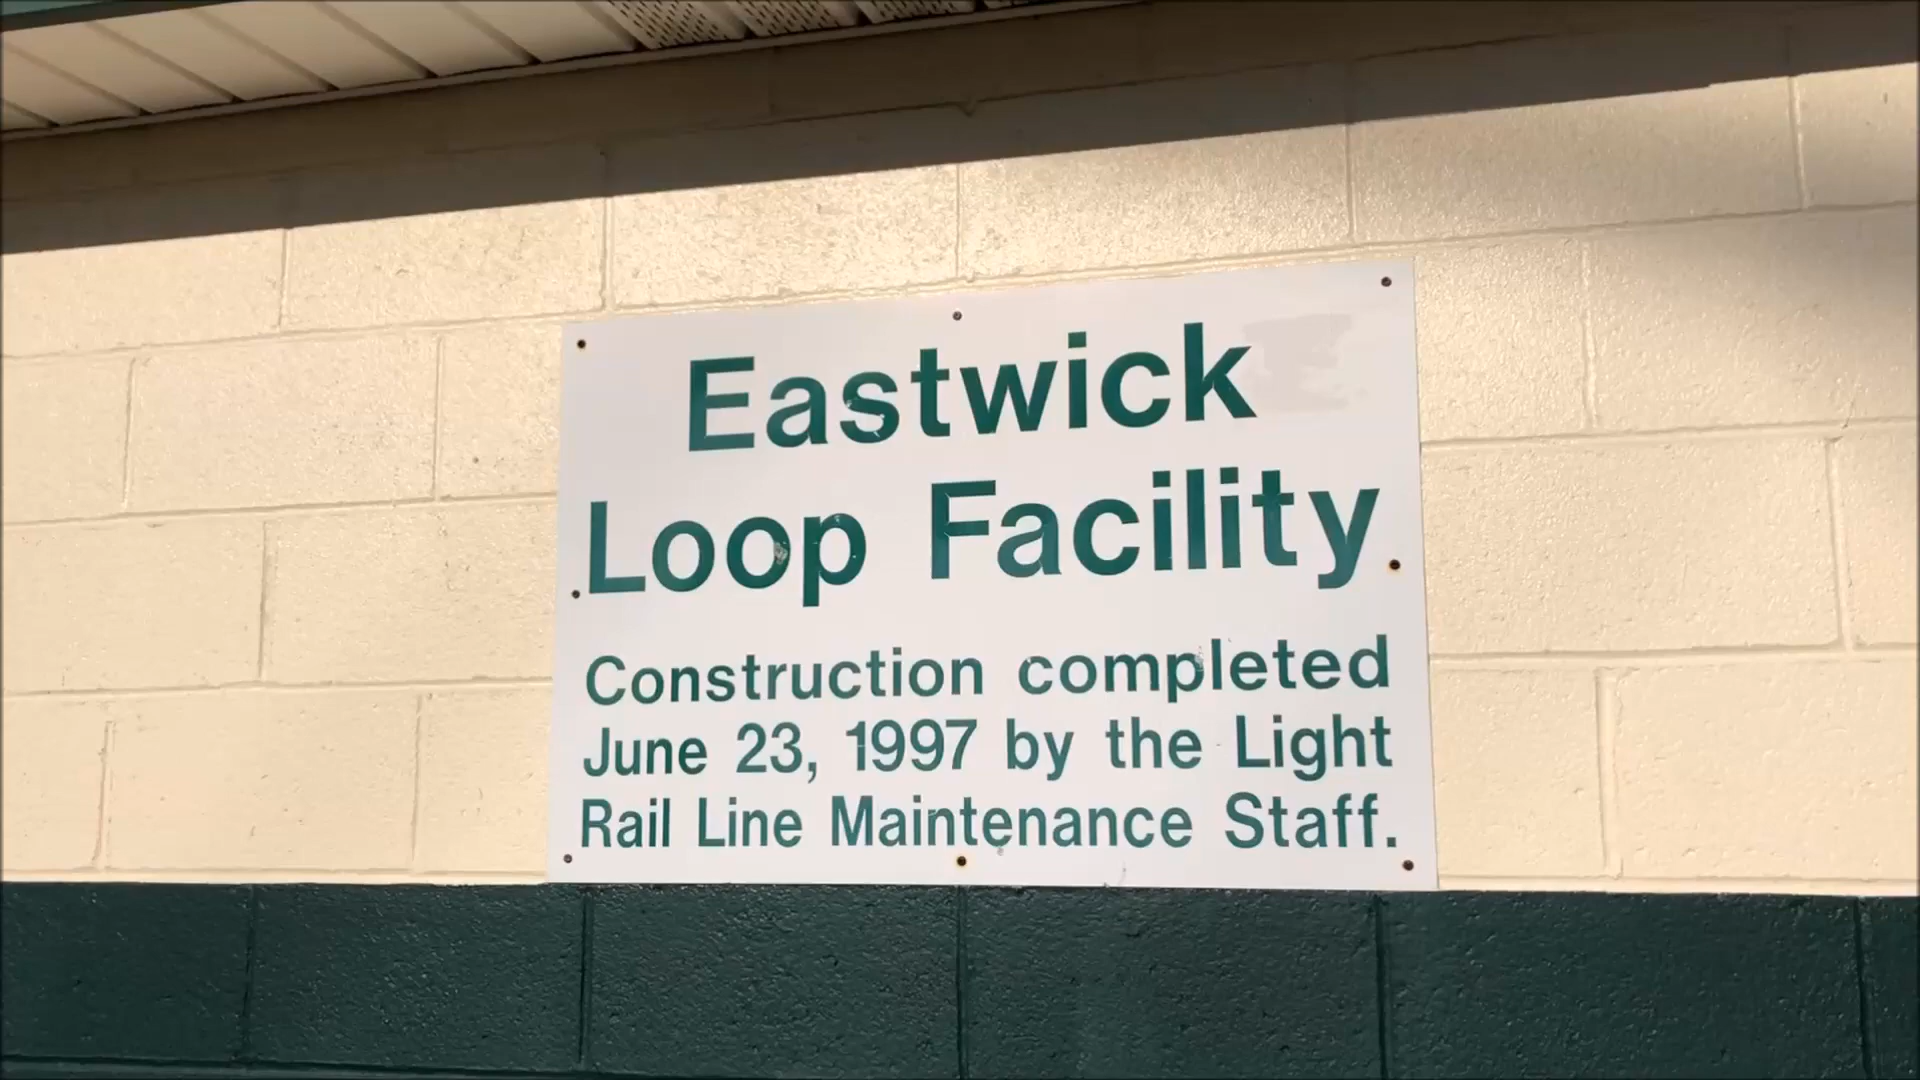 Eastwick
Loop Facility
Construction completed
June 23, 1997 by the Light
Rail Line Maintenance Staff.